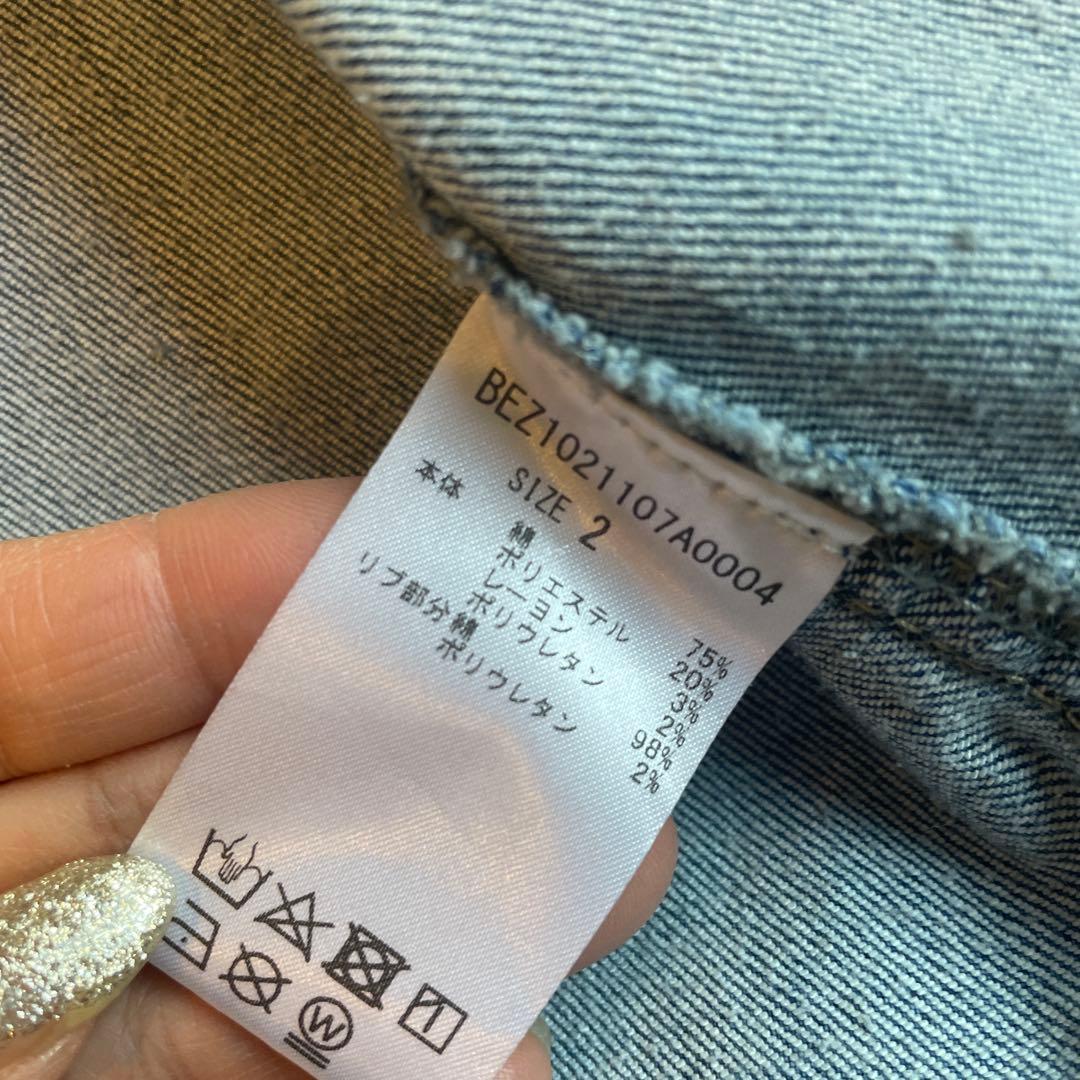 BEZ1021107A0004
SIZE 2
本体 綿 75%
ポリエステル 20%
レーヨン 3%
ポリウレタン 2%
リブ部分綿 98%
ポリウレタン 2%
W